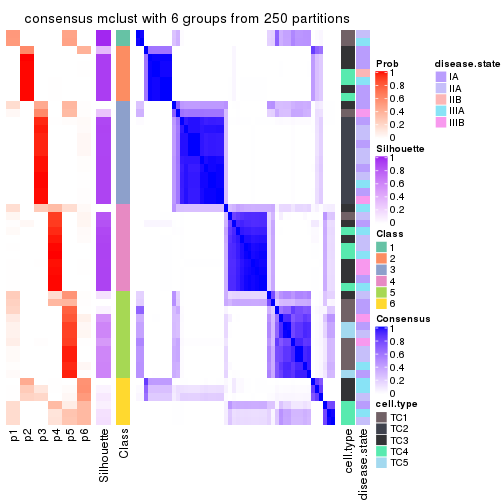 consensus mclust with 6 groups from 250 partitions
Prob
1
0.8
0.6
0.4
0.2
0
Silhouette
1
0.8
0.6
0.4
0.2
0
Class
1
2
3
4
5
6
Consensus
1
0.8
0.6
0.4
0.2
0
cell.type
TC1
TC2
TC3
TC4
TC5
disease.state
IA
IIA
IIB
IIIA
IIIB
p1
p2
p3
p4
p5
p6
Silhouette
Class
cell.type
disease.state